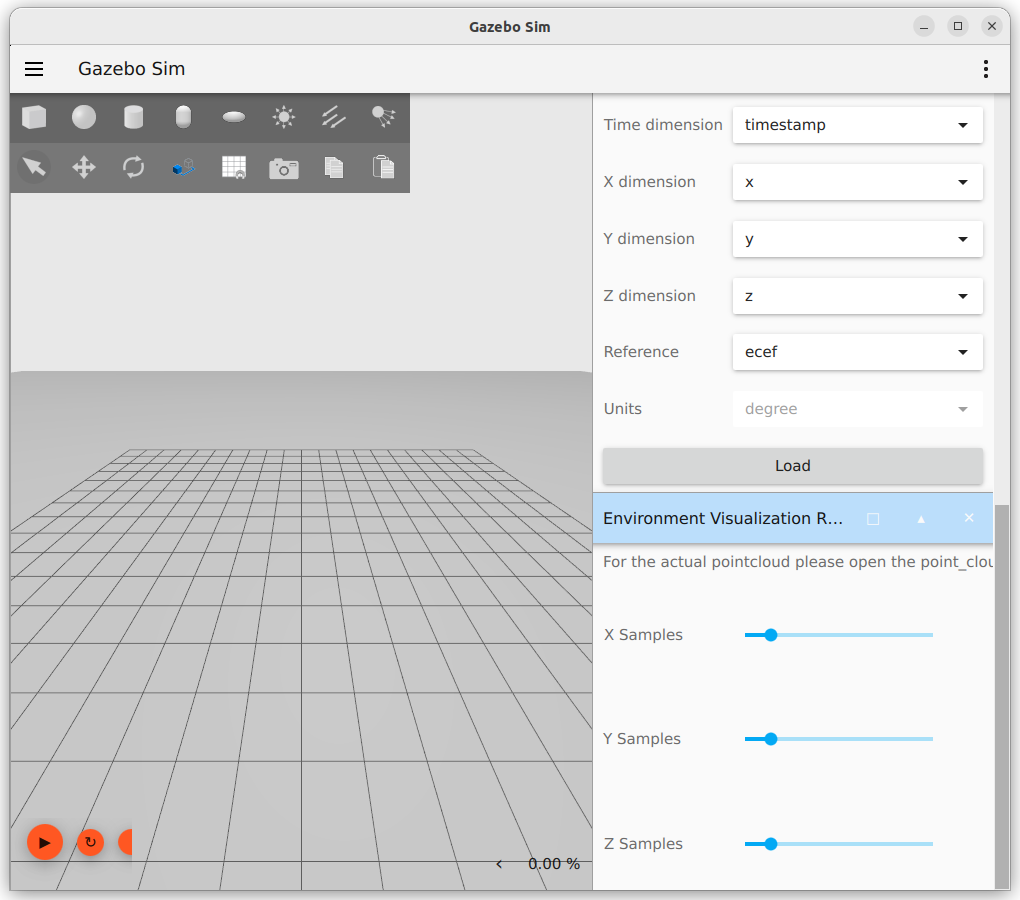 Gazebo Sim
Gazebo Sim
Time dimension timestamp
X dimension x
Y dimension y
Z dimension z
Reference ecef
Units degree
Load
Environment Visualization R...
For the actual pointcloud please open the point_clou
X Samples
Y Samples
Z Samples
0.00 %